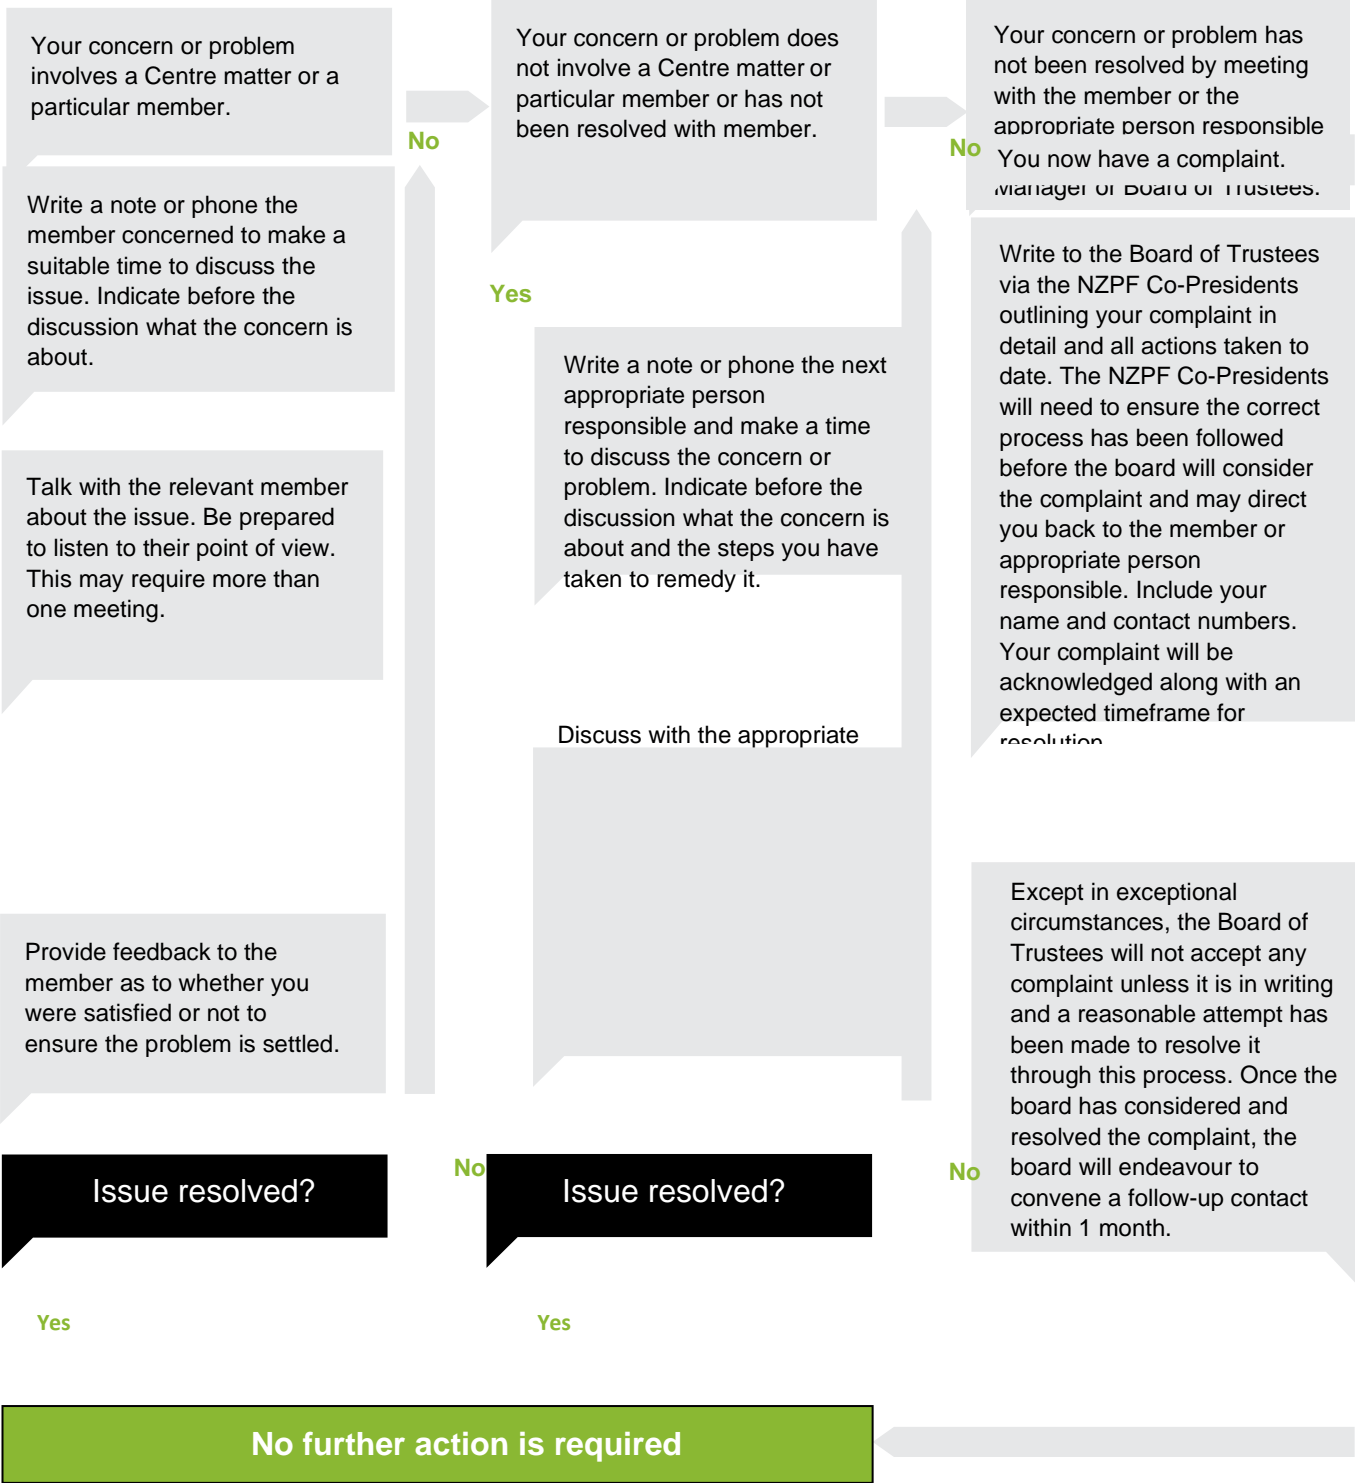 Your concern or problem
involves a Centre matter or a
particular member.
No
Write a note or phone the
member concerned to make a
suitable time to discuss the
issue. Indicate before the
discussion what the concern is
about.
Talk with the relevant member
about the issue. Be prepared
to listen to their point of view.
This may require more than
one meeting.
Provide feedback to the
member as to whether you
were satisfied or not to
ensure the problem is settled.
Issue resolved?
No
Yes
Your concern or problem does
not involve a Centre matter or
particular member or has not
been resolved with member.
No
Yes
Write a note or phone the next
appropriate person
responsible and make a time
to discuss the concern or
problem. Indicate before the
discussion what the concern is
about and the steps you have
taken to remedy it.
Discuss with the appropriate
Issue resolved?
No
Yes
Your concern or problem has
not been resolved by meeting
with the member or the
appropriate person responsible
You now have a complaint.
Manager or Board of Trustees.
Write to the Board of Trustees
via the NZPF Co-Presidents
outlining your complaint in
detail and all actions taken to
date. The NZPF Co-Presidents
will need to ensure the correct
process has been followed
before the board will consider
the complaint and may direct
you back to the member or
appropriate person
responsible. Include your
name and contact numbers.
Your complaint will be
acknowledged along with an
expected timeframe for
resolution
Except in exceptional
circumstances, the Board of
Trustees will not accept any
complaint unless it is in writing
and a reasonable attempt has
been made to resolve it
through this process. Once the
board has considered and
resolved the complaint, the
board will endeavour to
convene a follow-up contact
within 1 month.
No further action is required